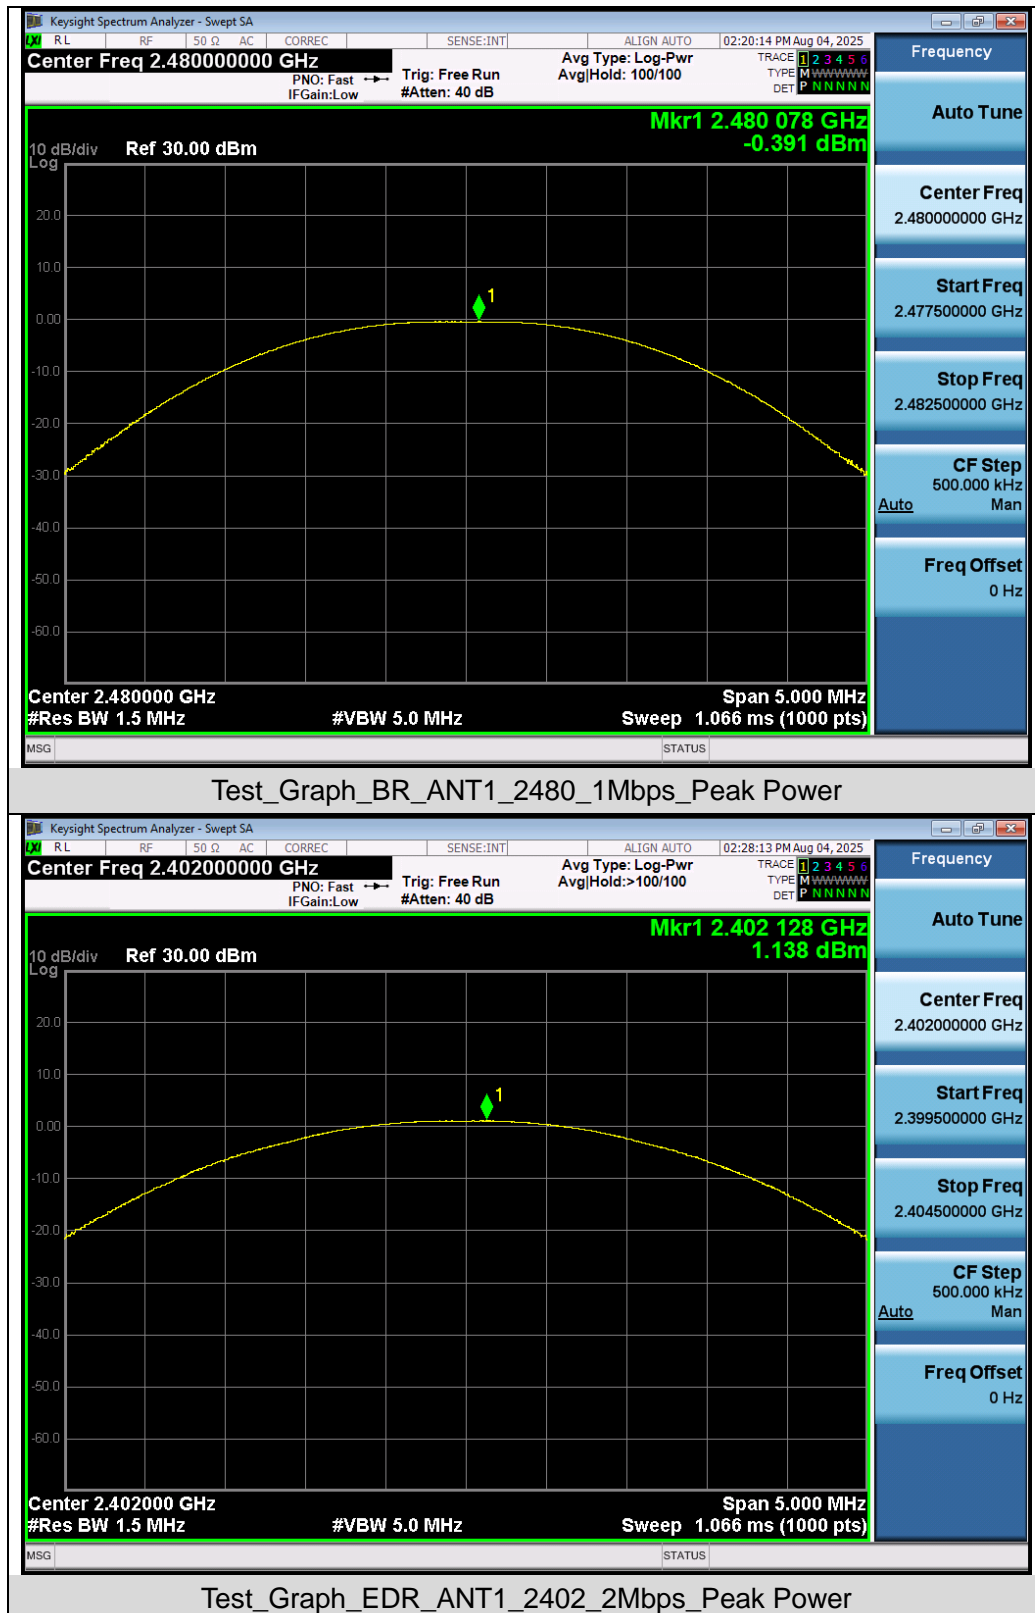 Keysight Spectrum Analyzer - Swept SA
LXI RL RF 50 Ω AC CORREC SENSE:INT ALIGN AUTO 02:20:14 PM Aug 04, 2025
Center Freq 2.480000000 GHz
PNO: Fast
IFGain:Low
Trig: Free Run
#Atten: 40 dB
Avg Type: Log-Pwr
Avg|Hold: 100/100
TRACE 1 2 3 4 5 6
TYPE M WWWWW
DET P N N N N N
Mkr1 2.480 078 GHz
-0.391 dBm
10 dB/div Ref 30.00 dBm
Log
20.0
10.0
1
0.00
-10.0
-20.0
-30.0
-40.0
-50.0
-60.0
Center 2.480000 GHz Span 5.000 MHz
#Res BW 1.5 MHz #VBW 5.0 MHz Sweep 1.066 ms (1000 pts)
MSG STATUS
Frequency
Auto Tune
Center Freq
2.480000000 GHz
Start Freq
2.477500000 GHz
Stop Freq
2.482500000 GHz
CF Step
500.000 kHz
Auto Man
Freq Offset
0 Hz
Test_Graph_BR_ANT1_2480_1Mbps_Peak Power
Keysight Spectrum Analyzer - Swept SA
LXI RL RF 50 Ω AC CORREC SENSE:INT ALIGN AUTO 02:28:13 PM Aug 04, 2025
Center Freq 2.402000000 GHz
PNO: Fast
IFGain:Low
Trig: Free Run
#Atten: 40 dB
Avg Type: Log-Pwr
Avg|Hold:>100/100
TRACE 1 2 3 4 5 6
TYPE M WWWWW
DET P N N N N N
Mkr1 2.402 128 GHz
1.138 dBm
10 dB/div Ref 30.00 dBm
Log
20.0
10.0
1
0.00
-10.0
-20.0
-30.0
-40.0
-50.0
-60.0
Center 2.402000 GHz Span 5.000 MHz
#Res BW 1.5 MHz #VBW 5.0 MHz Sweep 1.066 ms (1000 pts)
MSG STATUS
Frequency
Auto Tune
Center Freq
2.402000000 GHz
Start Freq
2.399500000 GHz
Stop Freq
2.404500000 GHz
CF Step
500.000 kHz
Auto Man
Freq Offset
0 Hz
Test_Graph_EDR_ANT1_2402_2Mbps_Peak Power